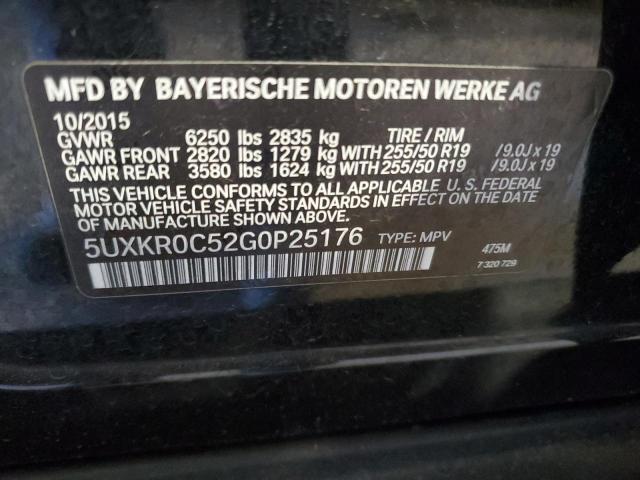 MFD BY BAYERISCHE MOTOREN WERKE AG
10/2015
GVWR 6250 lbs 2835 kg TIRE / RIM
GAWR FRONT 2820 lbs 1279 kg WITH 255/50 R19 /9.0J x 19
GAWR REAR 3580 lbs 1624 kg WITH 255/50 R19 /9.0J x 19
THIS VEHICLE CONFORMS TO ALL APPLICABLE U. S. FEDERAL
MOTOR VEHICLE SAFETY STANDARDS IN EFFECT ON THE DATE
OF MANUFACTURE SHOWN ABOVE.
5UXKR0C52G0P25176 TYPE: MPV 475M
7 320 729